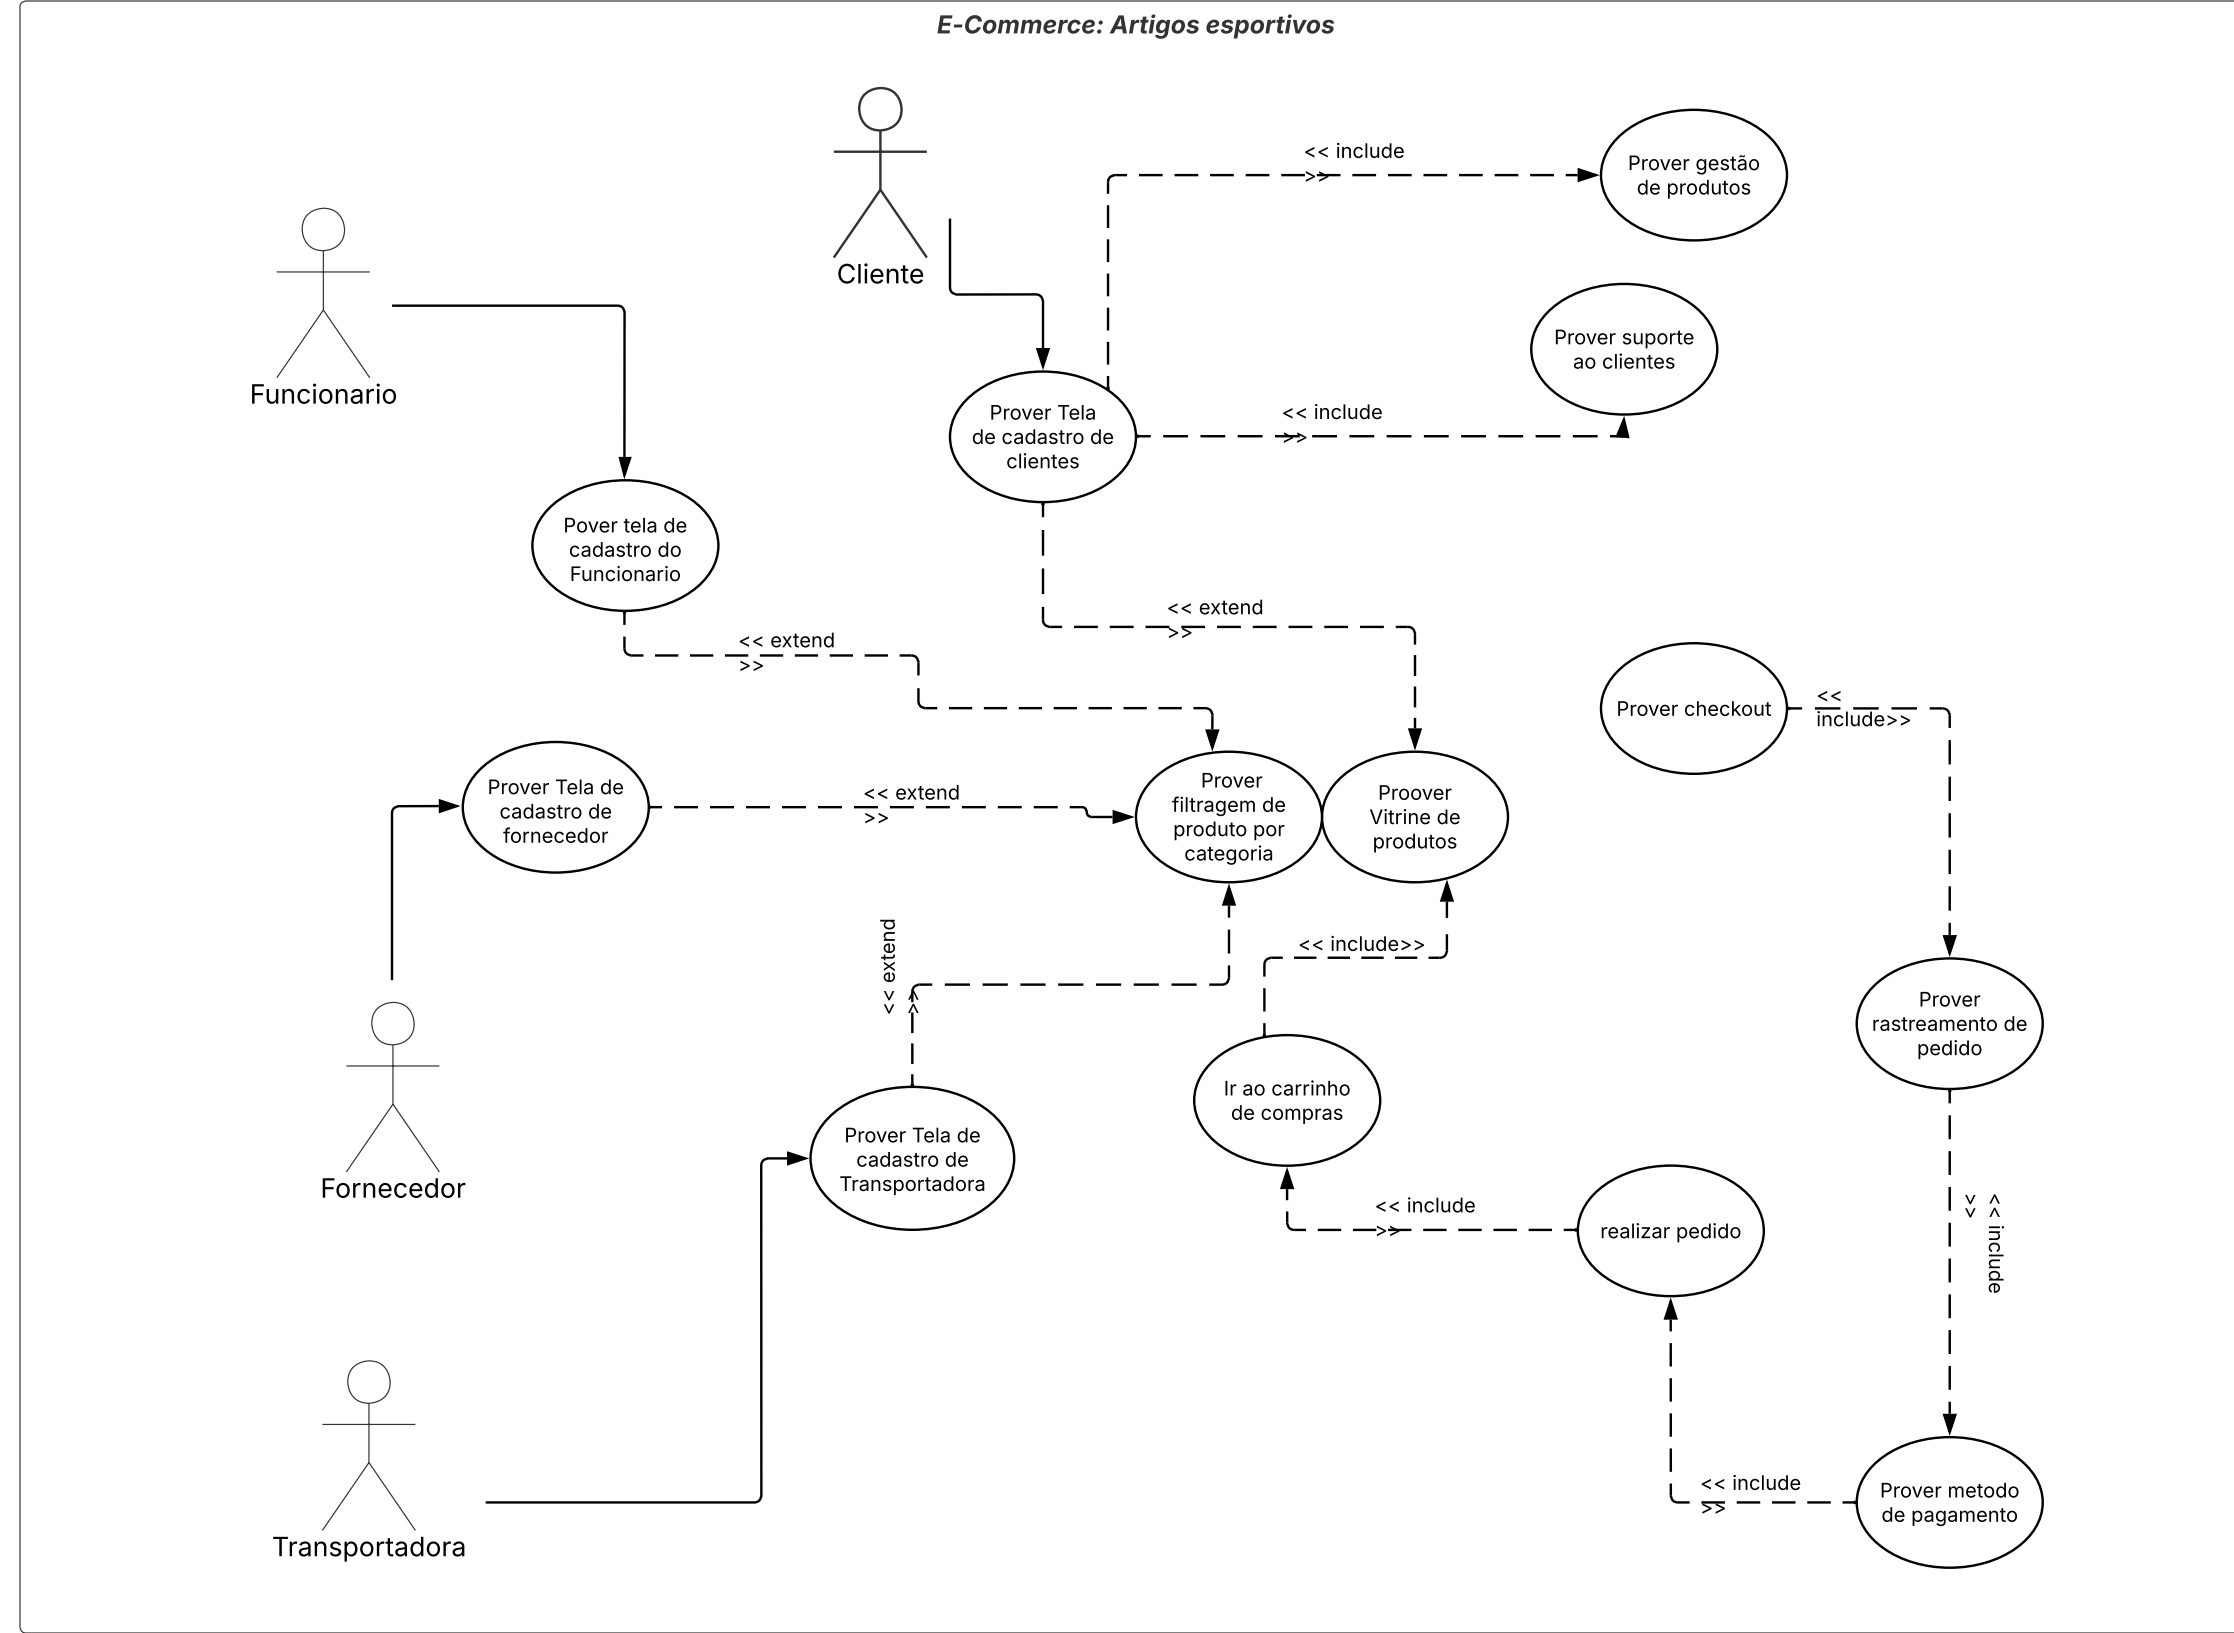 E-Commerce: Artigos esportivos
Cliente
Funcionario
<< include
>>
Prover gestão
de produtos
Prover suporte
ao clientes
<< include
>>
Prover Tela
de cadastro de
clientes
Pover tela de
cadastro do
Funcionario
<< extend
>>
<< extend
>>
Prover checkout
<<
include>>
Prover Tela de
cadastro de
fornecedor
<< extend
>>
Prover
filtragem de
produto por
categoria
Proover
Vitrine de
produtos
<< extend
>>
<< include>>
Prover
rastreamento de
pedido
Fornecedor
Prover Tela de
cadastro de
Transportadora
Ir ao carrinho
de compras
<< include
>>
realizar pedido
<< include
>>
Transportadora
<< include
>>
Prover metodo
de pagamento